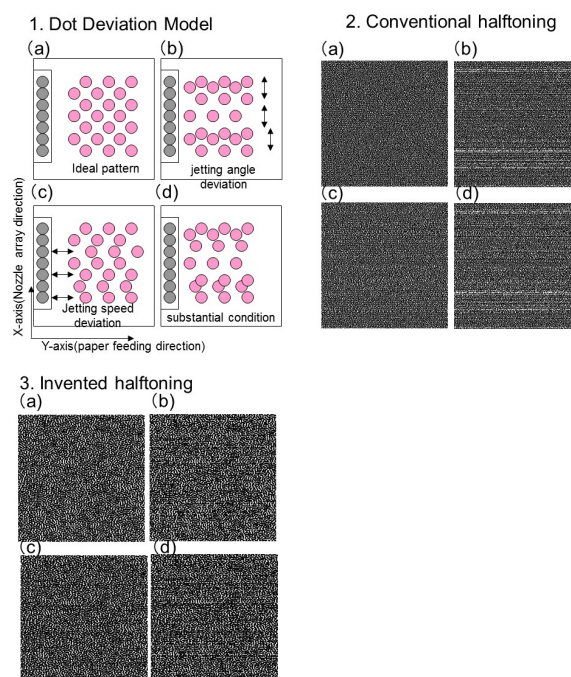 1. Dot Deviation Model
(a)
(b)
Ideal pattern
jetting angle
deviation
(c)
(d)
Jetting speed
deviation
substantial condition
X-axis(Nozzle array direction)
Y-axis(paper feeding direction)
2. Conventional halftoning
(a)
(b)
(c)
(d)
3. Invented halftoning
(a)
(b)
(c)
(d)